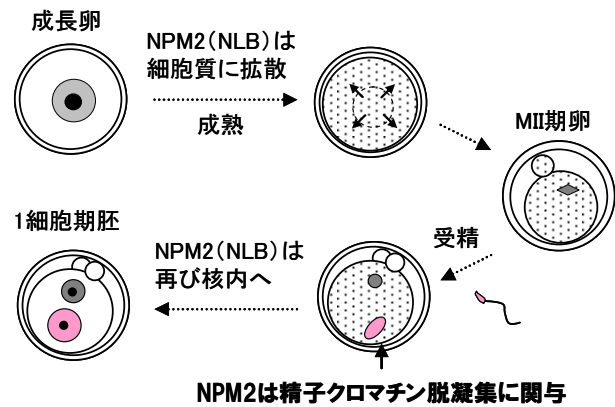 成長卵
NPM2(NLB)は
細胞質に拡散
成熟
MII期卵
受精
1細胞期胚
NPM2(NLB)は
再び核内へ
NPM2は精子クロマチン脱凝集に関与